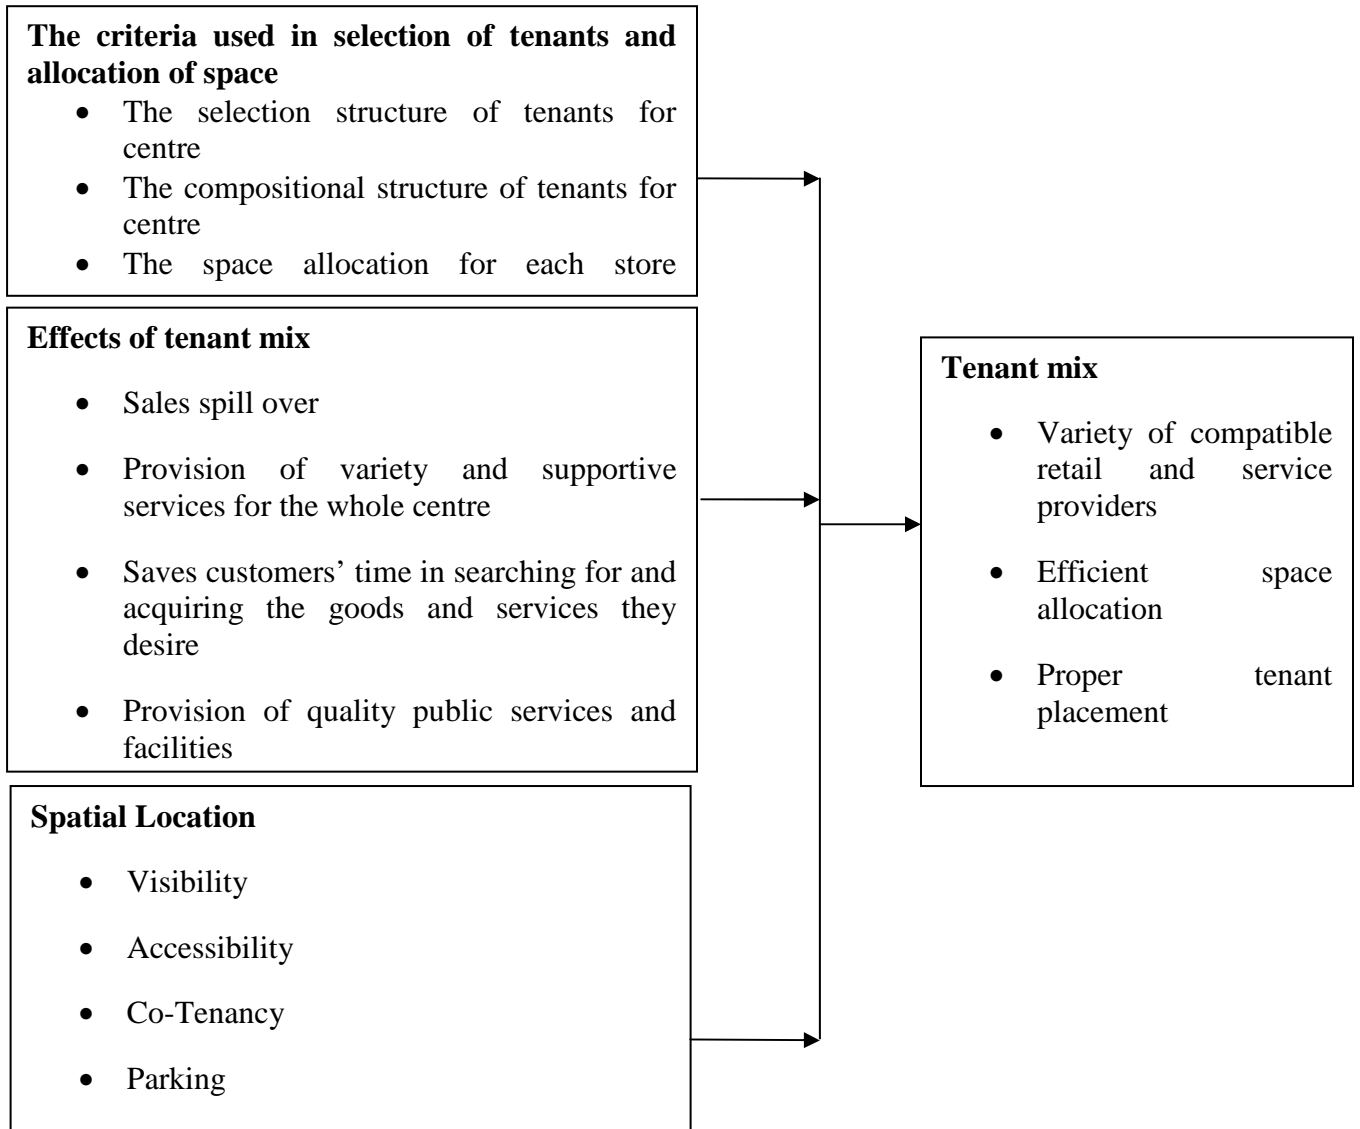 The criteria used in selection of tenants and
allocation of space
• The selection structure of tenants for
centre
• The compositional structure of tenants for
centre
• The space allocation for each store
Effects of tenant mix
• Sales spill over
• Provision of variety and supportive
services for the whole centre
• Saves customers’ time in searching for and
acquiring the goods and services they
desire
• Provision of quality public services and
facilities
Spatial Location
• Visibility
• Accessibility
• Co-Tenancy
• Parking
Tenant mix
• Variety of compatible
retail and service
providers
• Efficient space
allocation
• Proper tenant
placement